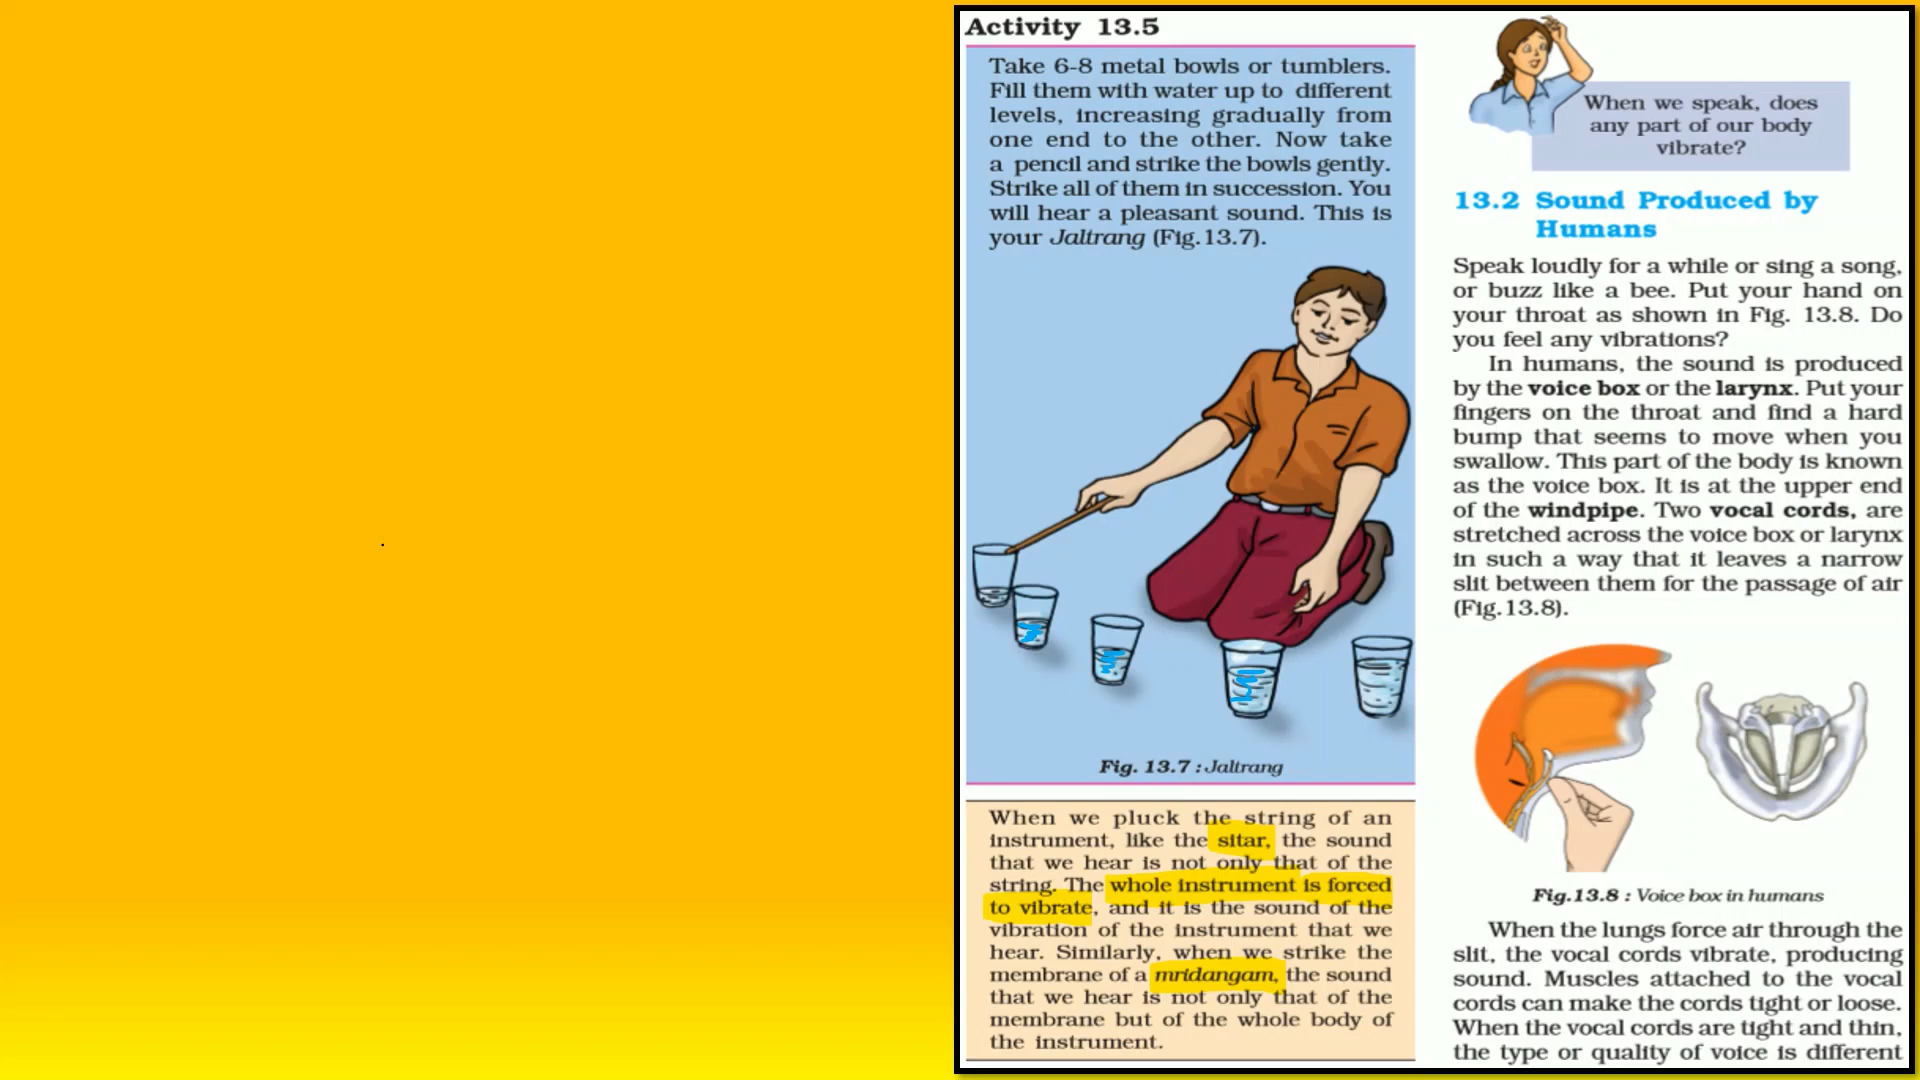 Activity 13.5
Take 6-8 metal bowls or tumblers.
Fill them with water up to different
levels, increasing gradually from
one end to the other. Now take
a pencil and strike the bowls gently.
Strike all of them in succession. You
will hear a pleasant sound. This is
your Jaltrang (Fig.13.7).
Fig. 13.7 : Jaltrang
When we pluck the string of an
instrument, like the sitar, the sound
that we hear is not only that of the
string. The whole instrument is forced
to vibrate, and it is the sound of the
vibration of the instrument that we
hear. Similarly, when we strike the
membrane of a mridangam, the sound
that we hear is not only that of the
membrane but of the whole body of
the instrument.
When we speak, does
any part of our body
vibrate?
13.2 Sound Produced by
Humans
Speak loudly for a while or sing a song,
or buzz like a bee. Put your hand on
your throat as shown in Fig. 13.8. Do
you feel any vibrations?
In humans, the sound is produced
by the voice box or the larynx. Put your
fingers on the throat and find a hard
bump that seems to move when you
swallow. This part of the body is known
as the voice box. It is at the upper end
of the windpipe. Two vocal cords, are
stretched across the voice box or larynx
in such a way that it leaves a narrow
slit between them for the passage of air
(Fig.13.8).
Fig.13.8 : Voice box in humans
When the lungs force air through the
slit, the vocal cords vibrate, producing
sound. Muscles attached to the vocal
cords can make the cords tight or loose.
When the vocal cords are tight and thin,
the type or quality of voice is different